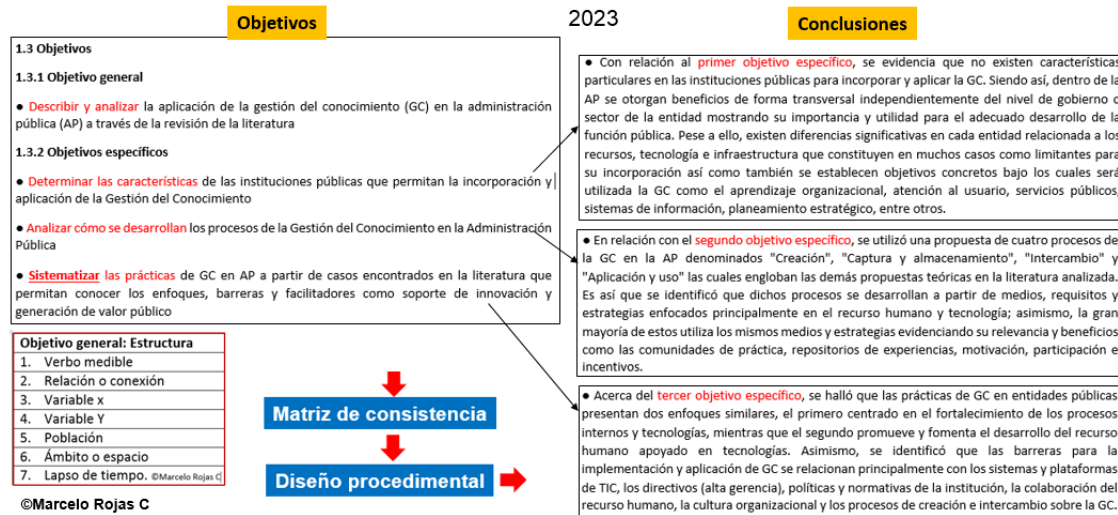 Objetivos
2023
Conclusiones
1.3 Objetivos
1.3.1 Objetivo general
● Describir y analizar la aplicación de la gestión del conocimiento (GC) en la administración
pública (AP) a través de la revisión de la literatura
1.3.2 Objetivos específicos
● Determinar las características de las instituciones públicas que permitan la incorporación y
aplicación de la Gestión del Conocimiento
● Analizar cómo se desarrollan los procesos de la Gestión del Conocimiento en la Administración
Pública
● Sistematizar las prácticas de GC en AP a partir de casos encontrados en la literatura que
permitan conocer los enfoques, barreras y facilitadores como soporte de innovación y
generación de valor público
Objetivo general: Estructura
1. Verbo medible
2. Relación o conexión
3. Variable x
4. Variable Y
5. Población
6. Ámbito o espacio
7. Lapso de tiempo. ©Marcelo Rojas C
©Marcelo Rojas C
Matriz de consistencia
Diseño procedimental
● Con relación al primer objetivo específico, se evidencia que no existen características
particulares en las instituciones públicas para incorporar y aplicar la GC. Siendo así, dentro de la
AP se otorgan beneficios de forma transversal independientemente del nivel de gobierno o
sector de la entidad mostrando su importancia y utilidad para el adecuado desarrollo de la
función pública. Pese a ello, existen diferencias significativas en cada entidad relacionada a los
recursos, tecnología e infraestructura que constituyen en muchos casos como limitantes para
su incorporación así como también se establecen objetivos concretos bajo los cuales será
utilizada la GC como el aprendizaje organizacional, atención al usuario, servicios públicos,
sistemas de información, planeamiento estratégico, entre otros.
● En relación con el segundo objetivo específico, se utilizó una propuesta de cuatro procesos de
la GC en la AP denominados "Creación", "Captura y almacenamiento", "Intercambio" y
"Aplicación y uso" las cuales engloban las demás propuestas teóricas en la literatura analizada.
Es así que se identificó que dichos procesos se desarrollan a partir de medios, requisitos y
estrategias enfocados principalmente en el recurso humano y tecnología; asimismo, la gran
mayoría de estos utiliza los mismos medios y estrategias evidenciando su relevancia y beneficios
como las comunidades de práctica, repositorios de experiencias, motivación, participación e
incentivos.
● Acerca del tercer objetivo específico, se halló que las prácticas de GC en entidades públicas
presentan dos enfoques similares, el primero centrado en el fortalecimiento de los procesos
internos y tecnologías, mientras que el segundo promueve y fomenta el desarrollo del recurso
humano apoyado en tecnologías. Asimismo, se identificó que las barreras para la
implementación y aplicación de GC se relacionan principalmente con los sistemas y plataformas
de TIC, los directivos (alta gerencia), políticas y normativas de la institución, la colaboración del
recurso humano, la cultura organizacional y los procesos de creación e intercambio sobre la GC.